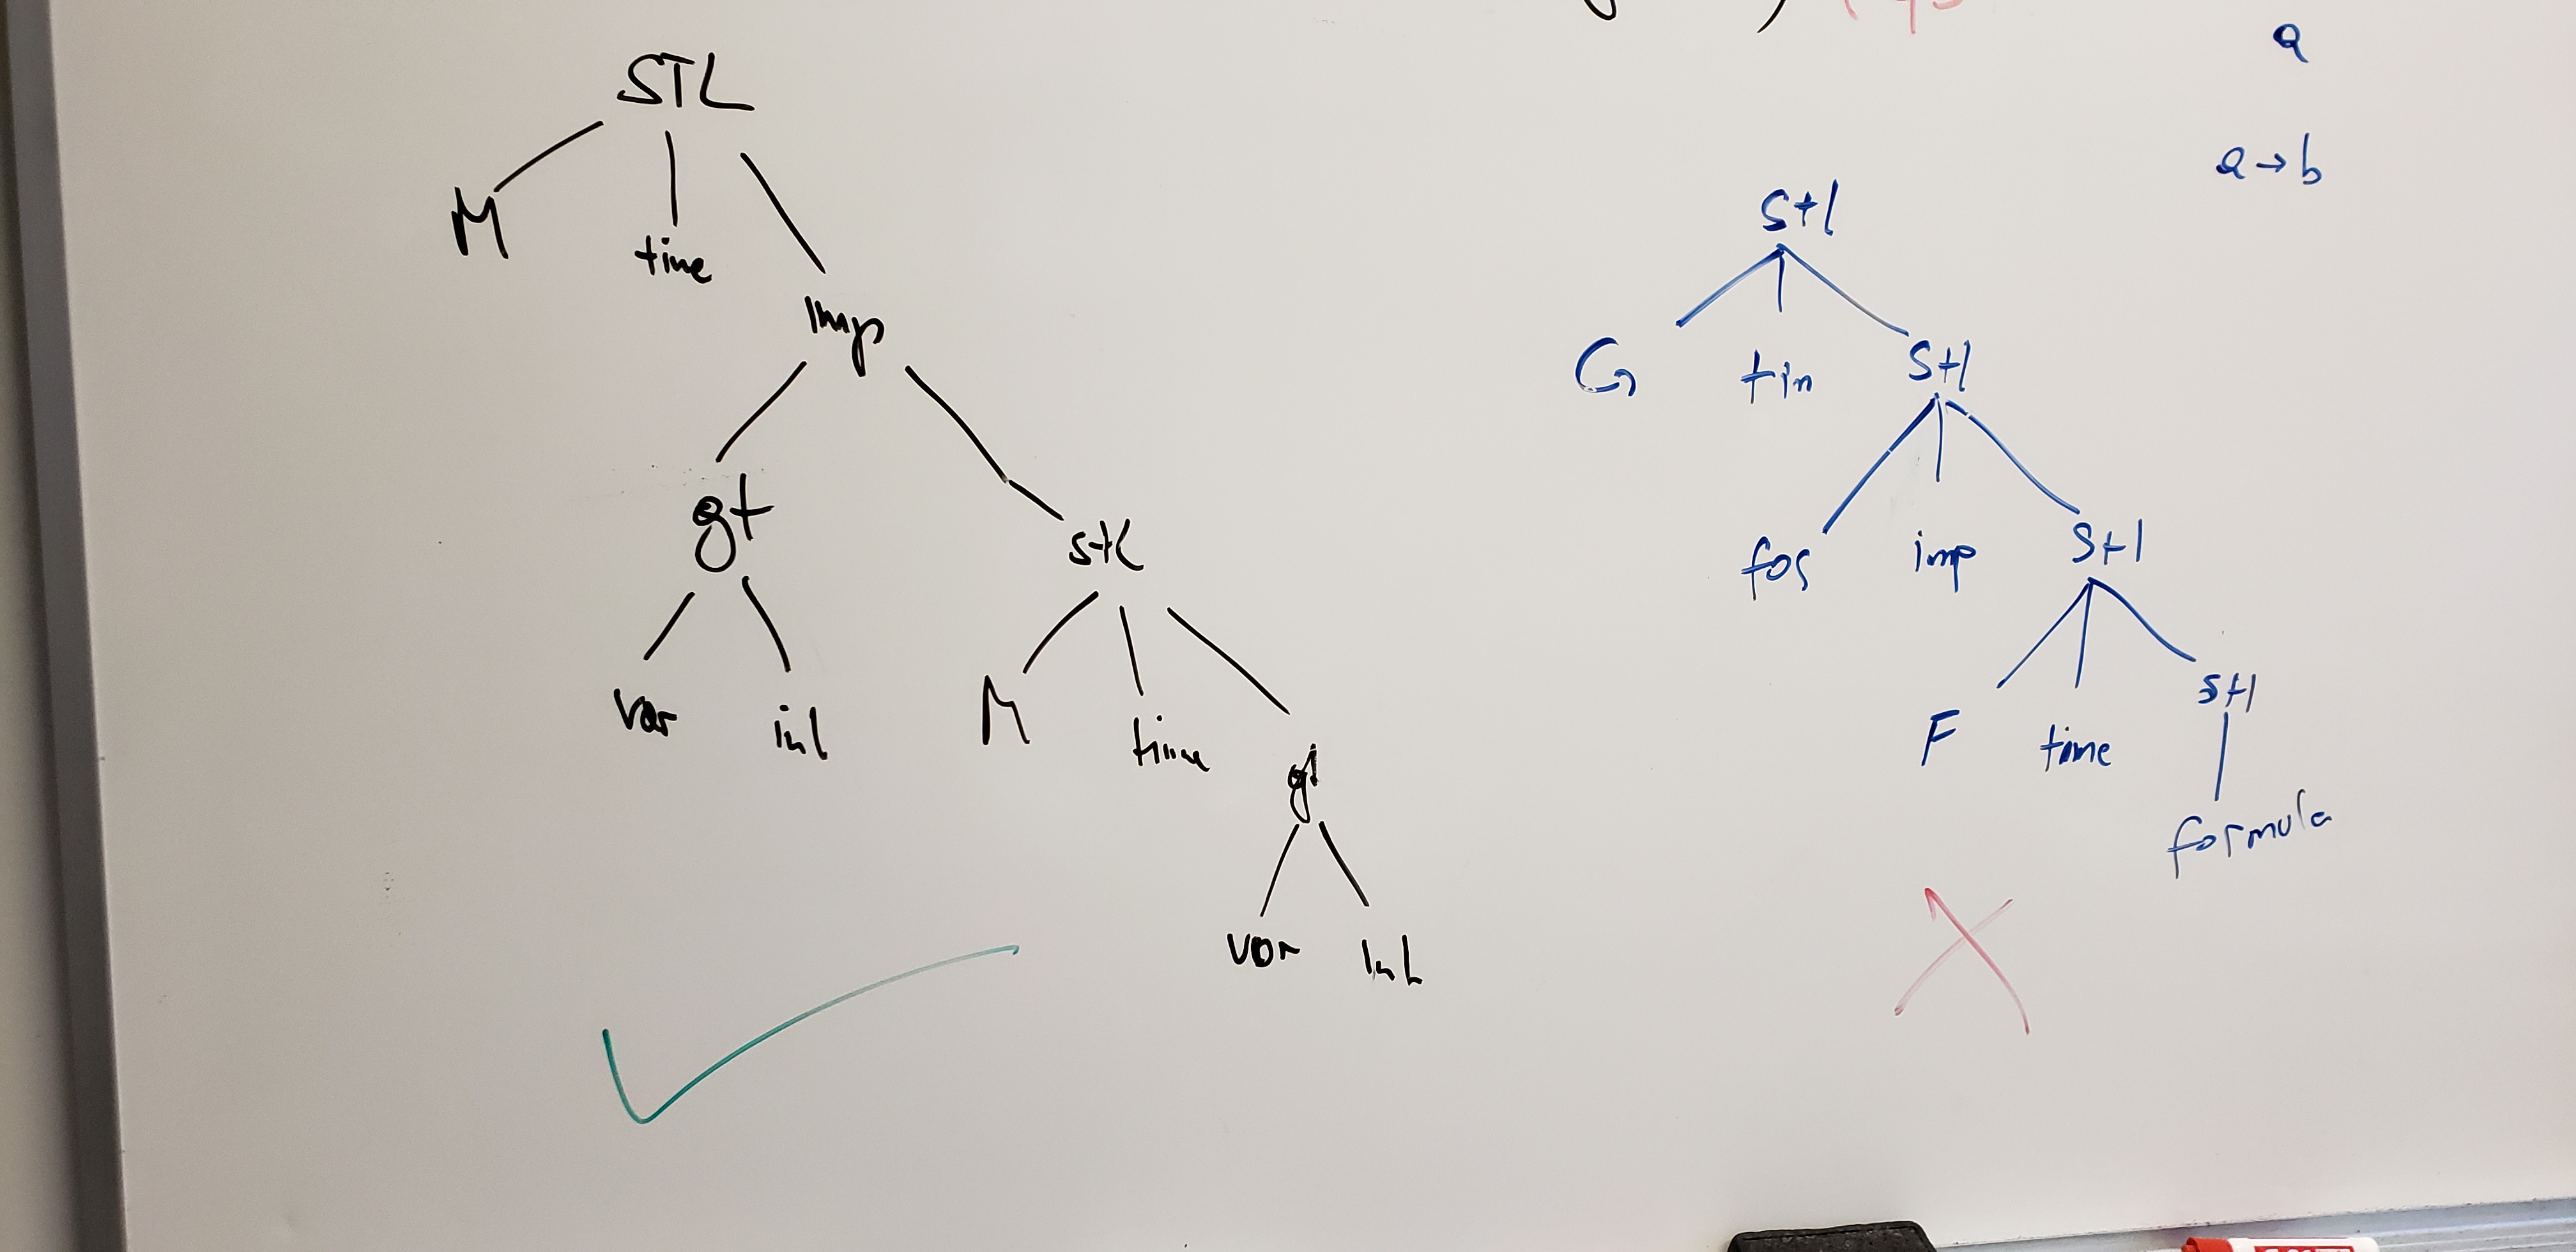 a
a→b
STL
M
time
Imp
gt
stl
var
int
M
time
gt
var
Int
Stl
G
tin
Stl
for
imp
Stl
F
time
stl
formula